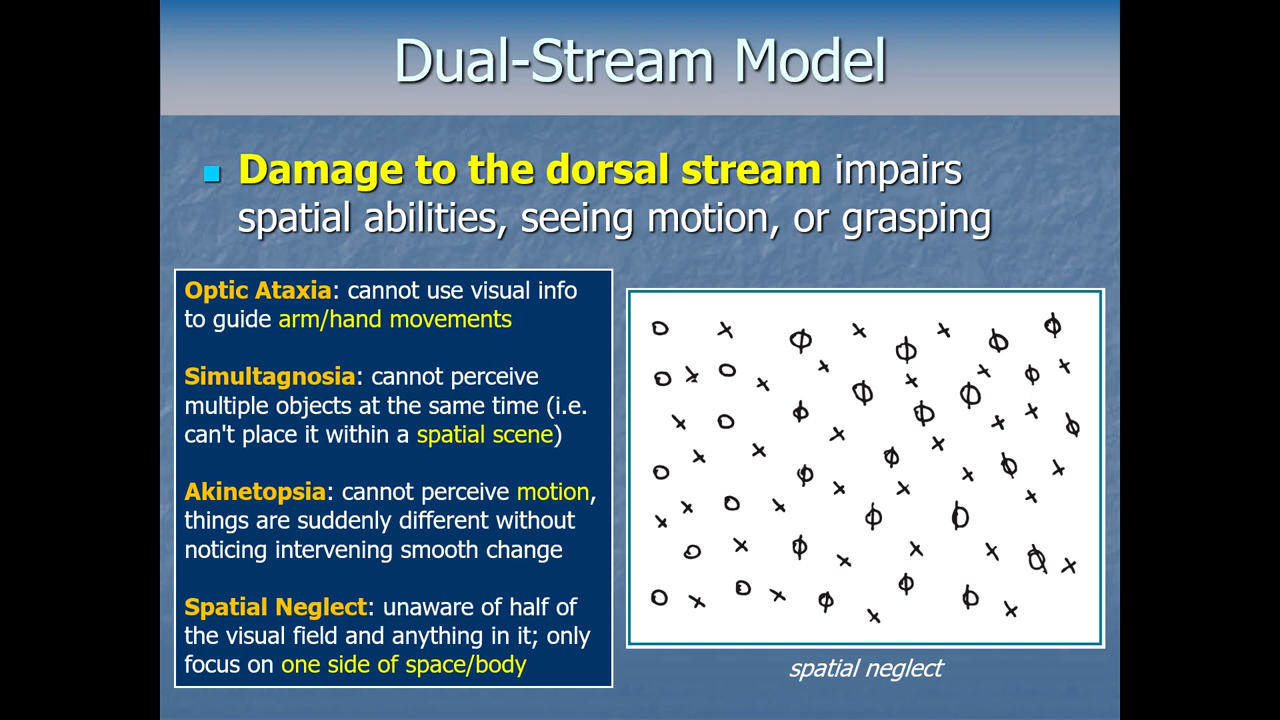 Dual-Stream Model
Damage to the dorsal stream impairs
spatial abilities, seeing motion, or grasping
Optic Ataxia: cannot use visual info
to guide arm/hand movements
Simultagnosia: cannot perceive
multiple objects at the same time (i.e.
can't place it within a spatial scene)
Akinetopsia: cannot perceive motion,
things are suddenly different without
noticing intervening smooth change
Spatial Neglect: unaware of half of
the visual field and anything in it; only
focus on one side of space/body
spatial neglect